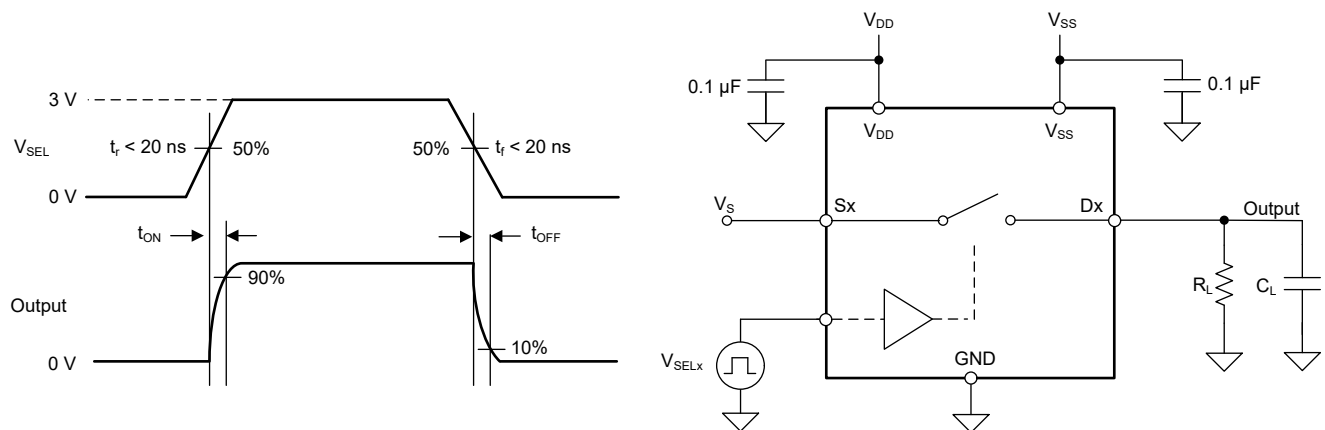 3 V
V_SEL
t_r < 20 ns
50%
50%
t_f < 20 ns
0 V
t_ON
t_OFF
90%
Output
10%
0 V
V_DD
V_SS
0.1 µF
0.1 µF
V_DD
V_SS
V_S
Sx
Dx
Output
R_L
C_L
V_SELx
GND